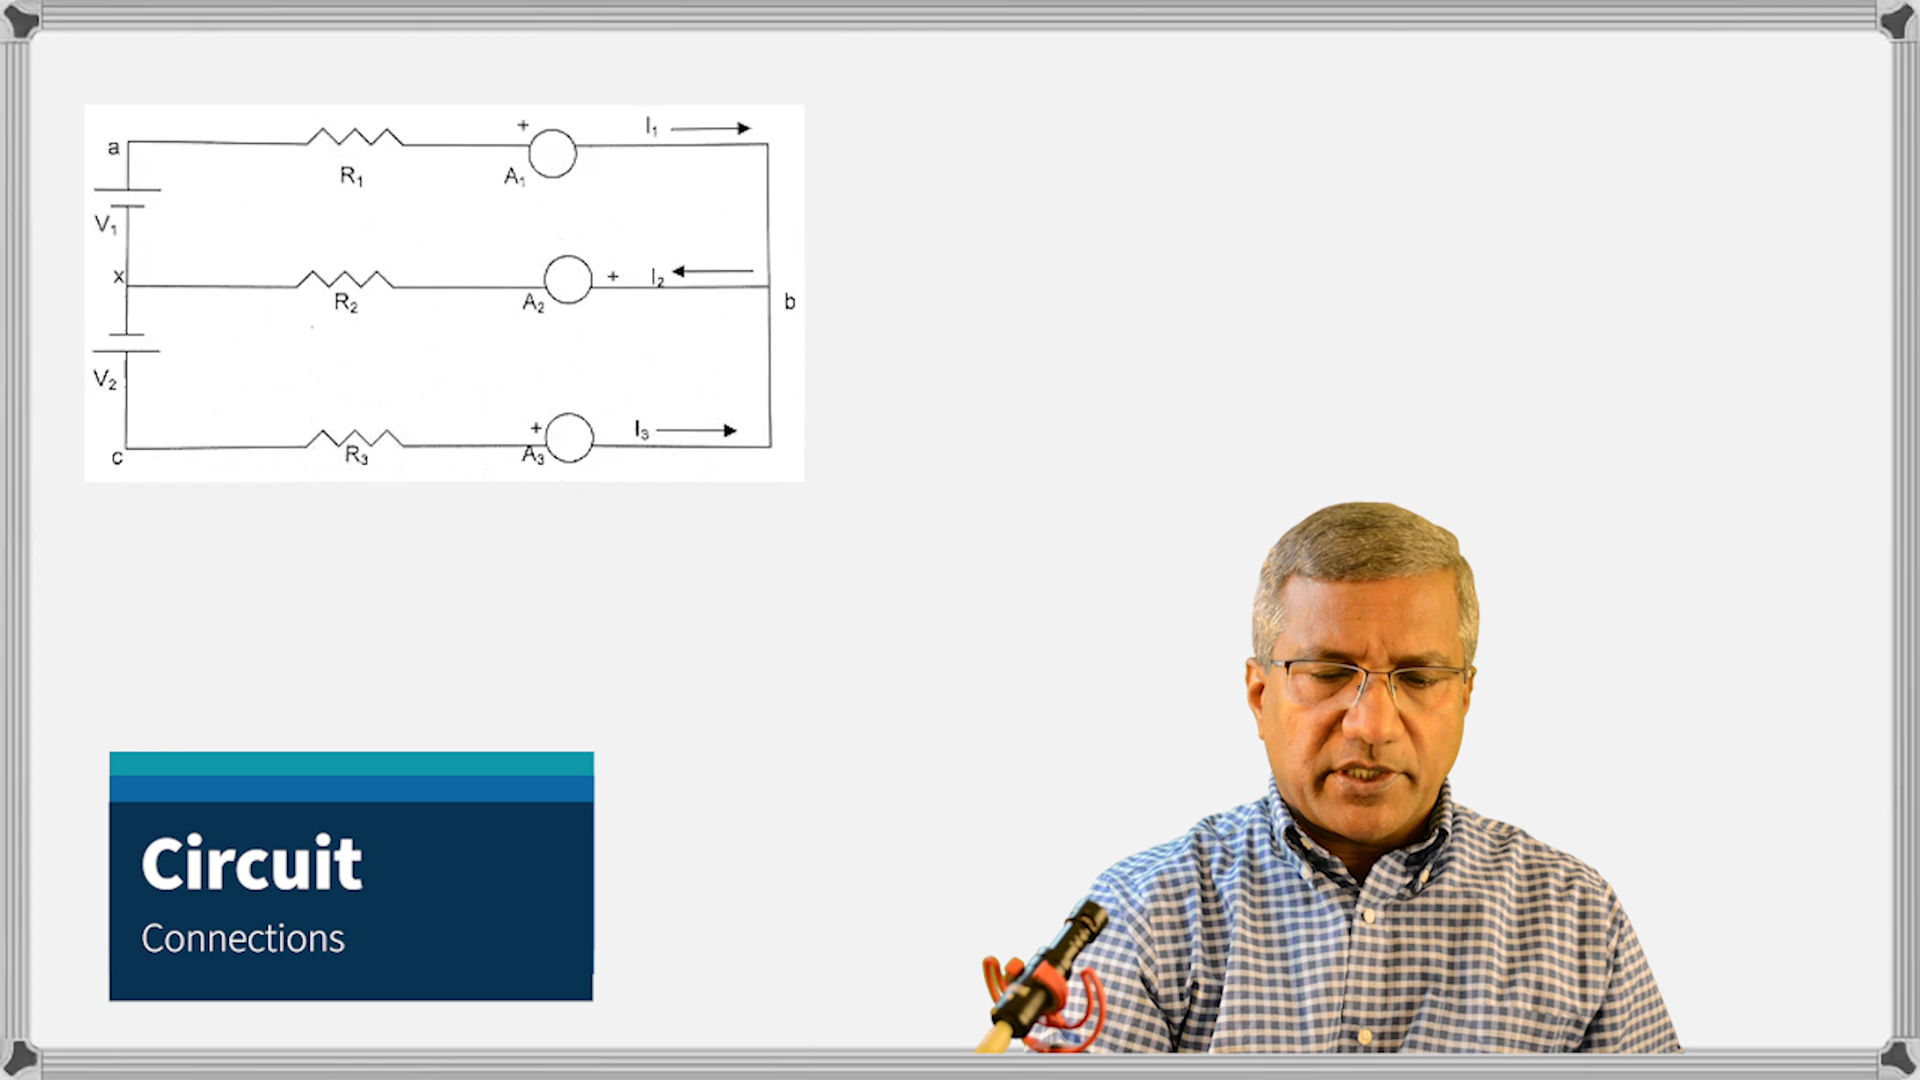 a
R₁
+
A₁
I₁
V₁
x
R₂
A₂
+
I₂
b
V₂
c
R₃
+
A₃
I₃
Circuit
Connections